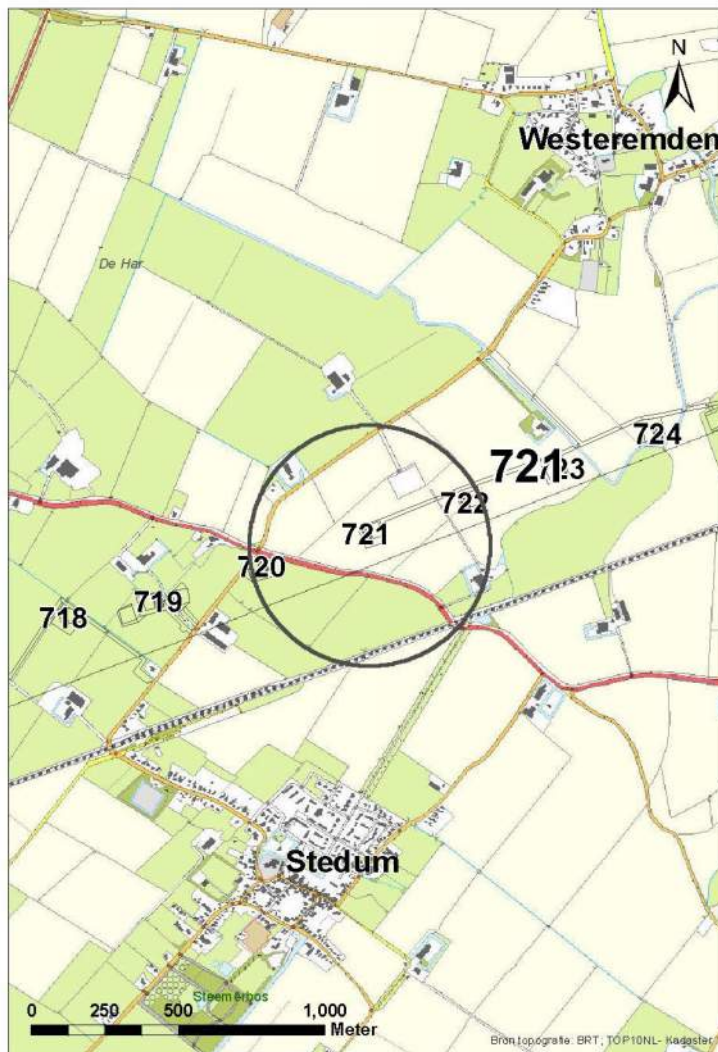 N
Westeremden
De Har
724
721
723
722
721
720
719
718
Stedum
Steemerbos
0 250 500 1,000
Meter
Bron topografie: BRT; TOP10NL- Kadaster